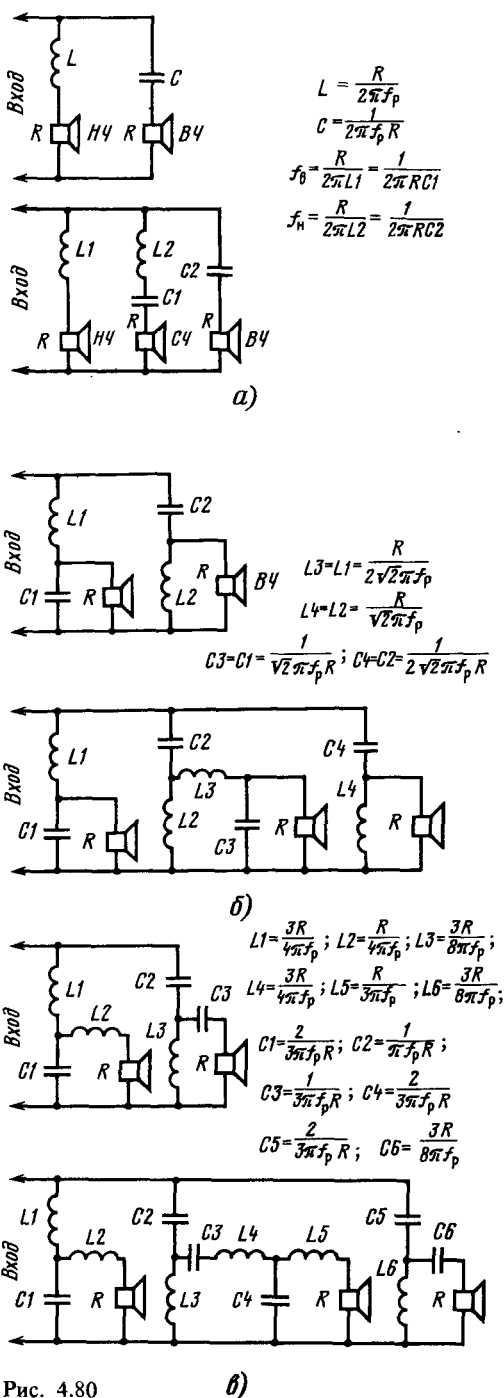 Вход
L
C
R НЧ
R ВЧ
L = R/2πfр
C = 1/2πfрR
fв = R/2πL1 = 1/2πRC1
fн = R/2πL2 = 1/2πRC2
Вход
L1
L2
C2
C1
R НЧ
R СЧ
R ВЧ
а)
Вход
L1
C2
C1
R
L2
R ВЧ
L3=L1= R/2√2πfр
L4=L2= R/√2πfр
C3=C1= 1/√2πfрR ; C4=C2= 1/2√2πfрR
Вход
L1
C2
C4
L3
C1
R
L2
C3
R
L4
R
б)
L1= 3R/4πfр ; L2= R/4πfр ; L3= 3R/8πfр ;
L4= 3R/4πfр ; L5= R/3πfр ; L6= 3R/8πfр ;
C1= 2/3πfрR ; C2= 1/πfрR ;
C3= 1/3πfрR ; C4= 2/3πfрR
C5= 2/3πfрR ; C6= 3R/8πfр
Вход
L1
C2
C3
L2
C1
R
L3
R
Вход
L1
L2
C2
C3
L4
L5
C5
C6
C1
R
L3
C4
R
L6
R
Рис. 4.80
в)